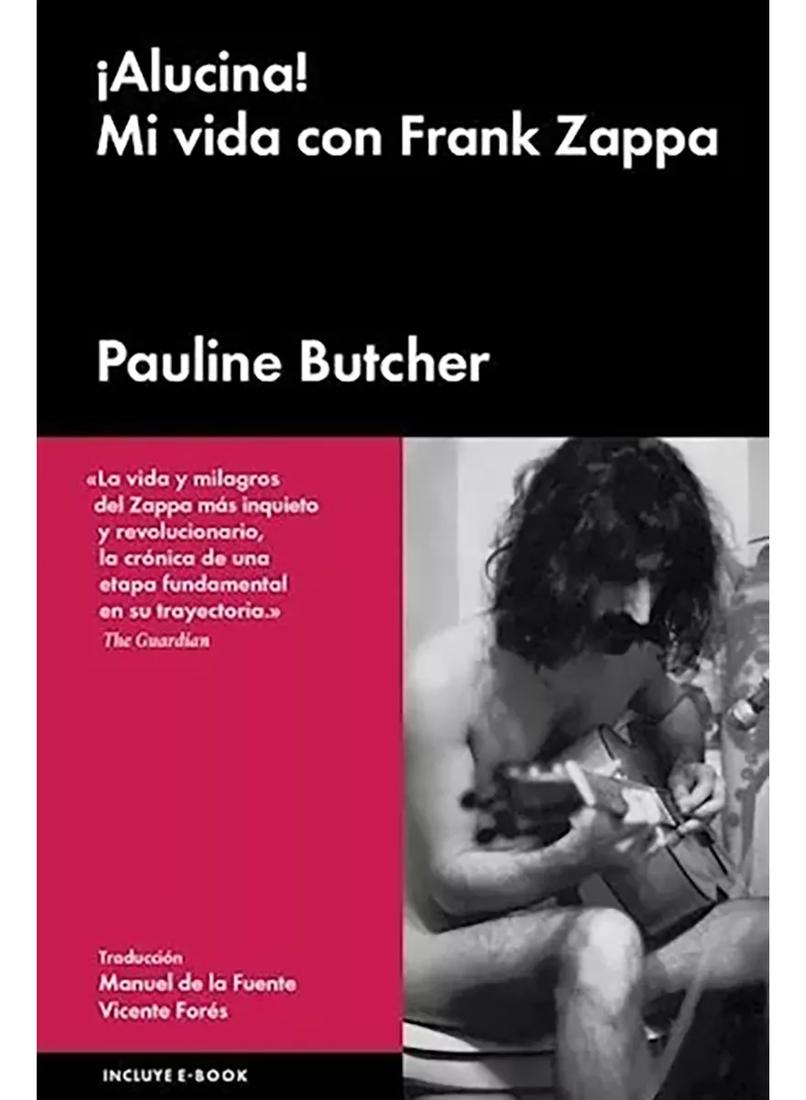 ¡Alucina!
Mi vida con Frank Zappa
Pauline Butcher
«La vida y milagros
del Zappa más inquieto
y revolucionario,
la crónica de una
etapa fundamental
en su trayectoria.»
The Guardian
Traducción
Manuel de la Fuente
Vicente Forés
INCLUYE E-BOOK